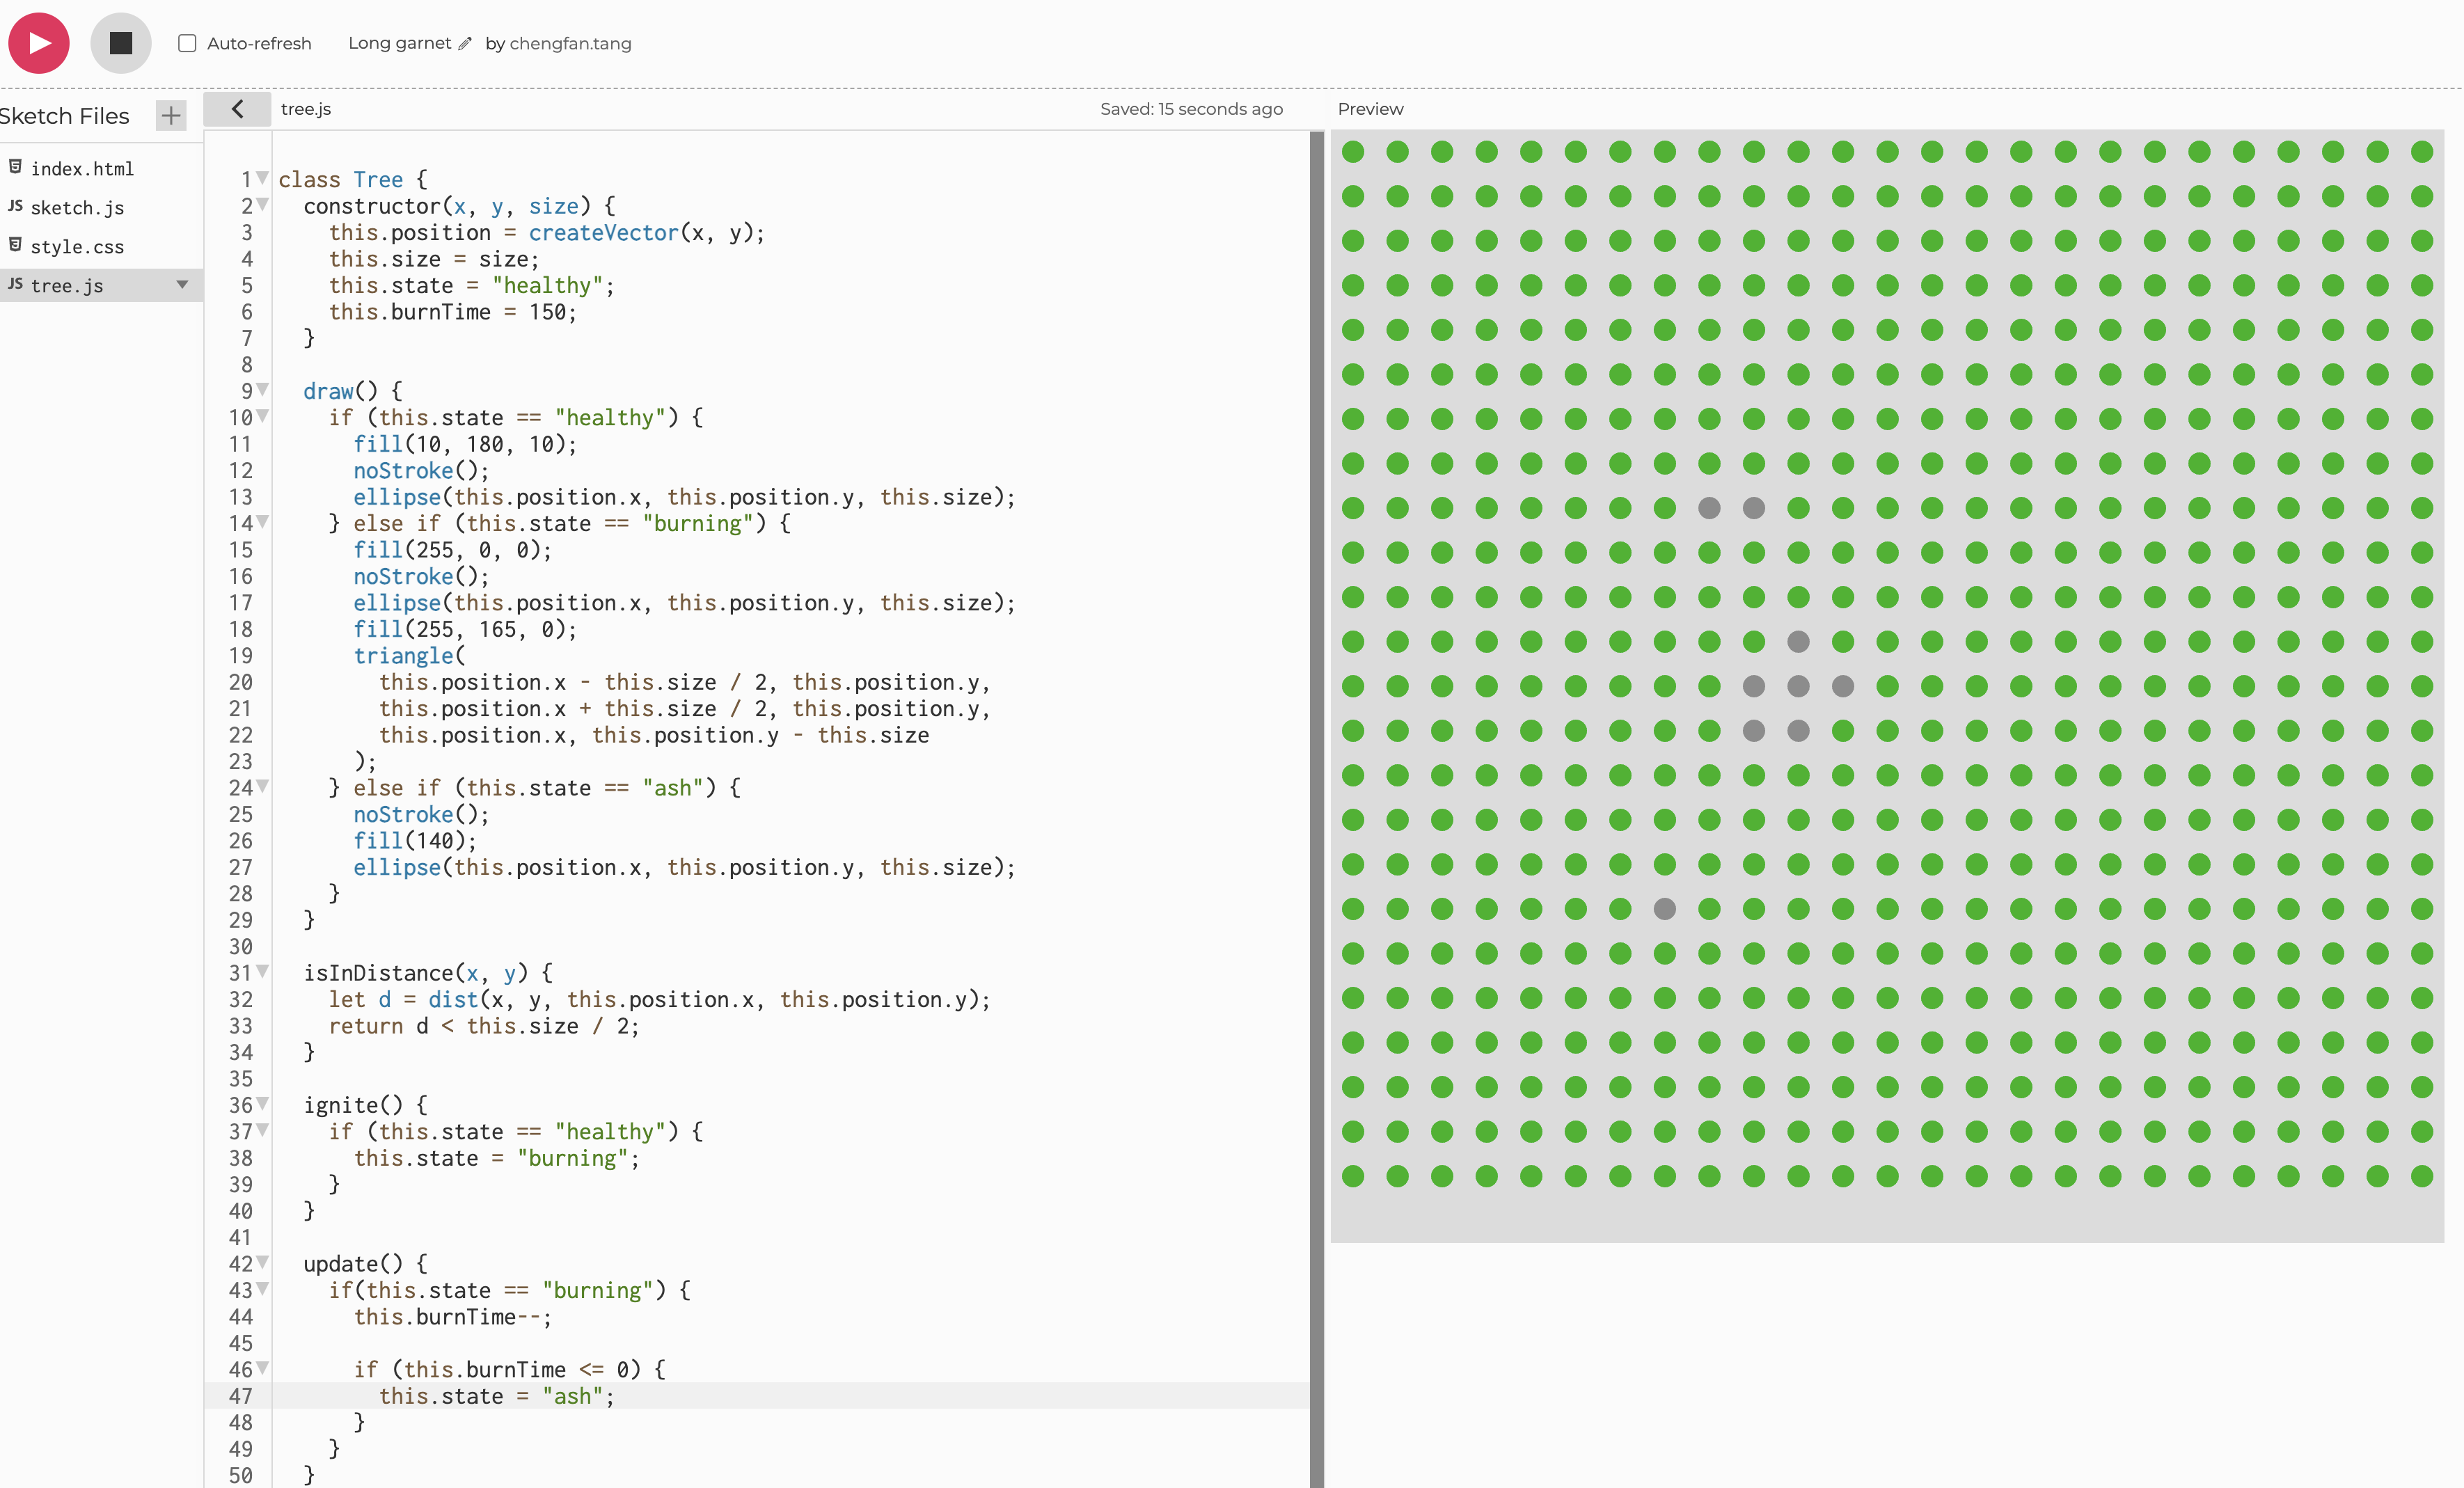 Auto-refresh Long garnet by chengfan.tang
Sketch Files
index.html
sketch.js
style.css
tree.js
tree.js Saved: 15 seconds ago Preview
1 class Tree {
2   constructor(x, y, size) {
3     this.position = createVector(x, y);
4     this.size = size;
5     this.state = "healthy";
6     this.burnTime = 150;
7   }
8
9   draw() {
10     if (this.state == "healthy") {
11       fill(10, 180, 10);
12       noStroke();
13       ellipse(this.position.x, this.position.y, this.size);
14     } else if (this.state == "burning") {
15       fill(255, 0, 0);
16       noStroke();
17       ellipse(this.position.x, this.position.y, this.size);
18       fill(255, 165, 0);
19       triangle(
20         this.position.x - this.size / 2, this.position.y,
21         this.position.x + this.size / 2, this.position.y,
22         this.position.x, this.position.y - this.size
23       );
24     } else if (this.state == "ash") {
25       noStroke();
26       fill(140);
27       ellipse(this.position.x, this.position.y, this.size);
28     }
29   }
30
31   isInDistance(x, y) {
32     let d = dist(x, y, this.position.x, this.position.y);
33     return d < this.size / 2;
34   }
35
36   ignite() {
37     if (this.state == "healthy") {
38       this.state = "burning";
39     }
40   }
41
42   update() {
43     if(this.state == "burning") {
44       this.burnTime--;
45
46       if (this.burnTime <= 0) {
47         this.state = "ash";
48       }
49     }
50   }